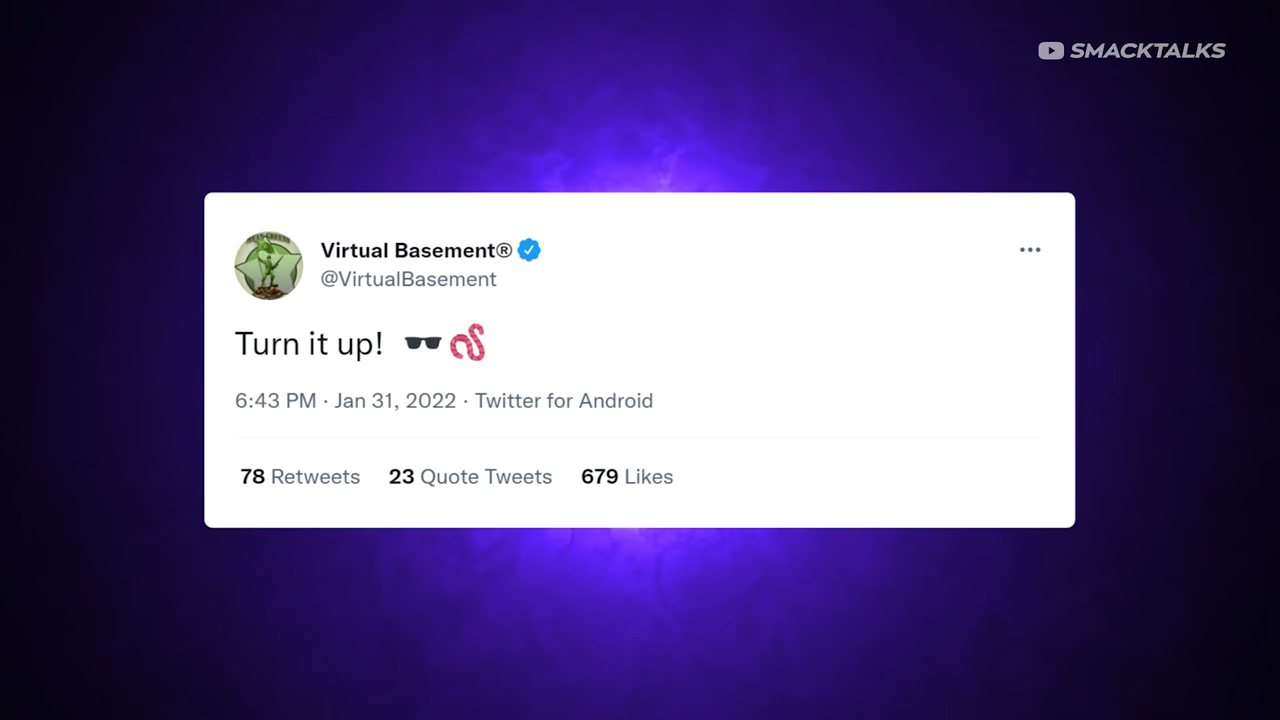 SMACKTALKS
Virtual Basement®
@VirtualBasement
Turn it up! 🕶️🪱
6:43 PM · Jan 31, 2022 · Twitter for Android
78 Retweets 23 Quote Tweets 679 Likes